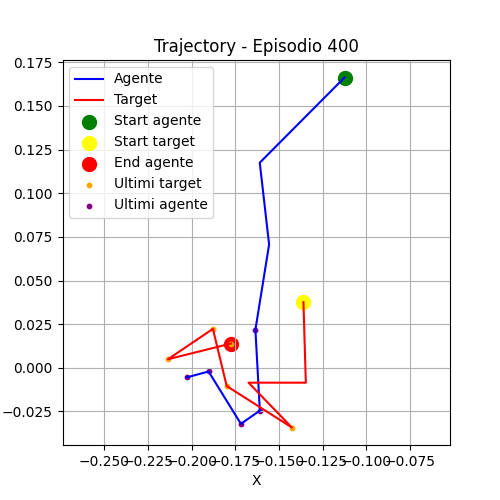 Trajectory - Episodio 400
0.175
0.150
0.125
0.100
0.075
0.050
0.025
0.000
−0.025
Agente
Target
Start agente
Start target
End agente
Ultimi target
Ultimi agente
−0.250 −0.225 −0.200 −0.175 −0.150 −0.125 −0.100 −0.075
X